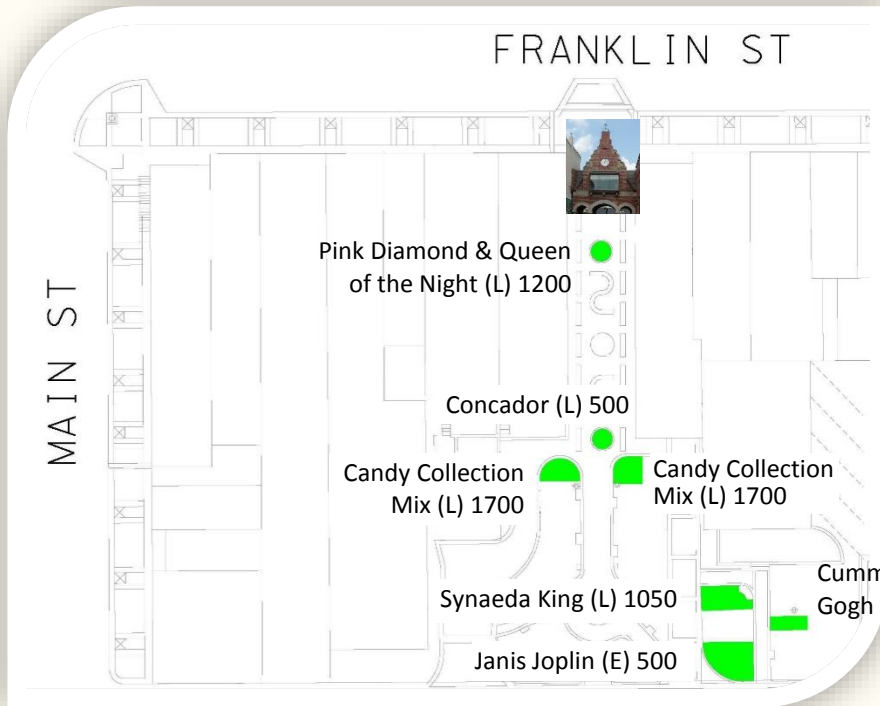 FRANKLIN ST
MAIN ST
Pink Diamond & Queen
of the Night (L) 1200
Concador (L) 500
Candy Collection
Mix (L) 1700
Candy Collection
Mix (L) 1700
Synaeda King (L) 1050
Gogh
Janis Joplin (E) 500